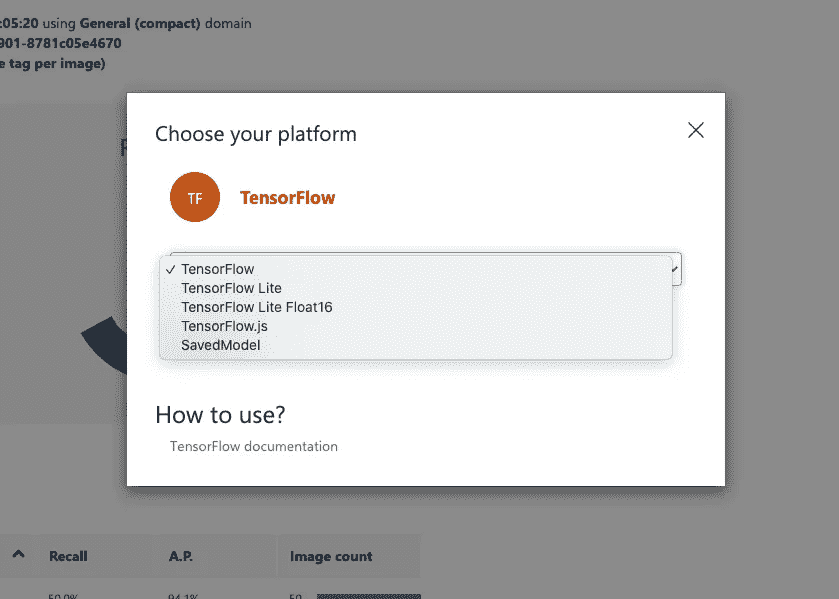 :05:20 using General (compact) domain
901-8781c05e4670
e tag per image)
Choose your platform
TF
TensorFlow
✓ TensorFlow
TensorFlow Lite
TensorFlow Lite Float16
TensorFlow.js
SavedModel
How to use?
TensorFlow documentation
Recall A.P. Image count
50.0% 94.1% 50